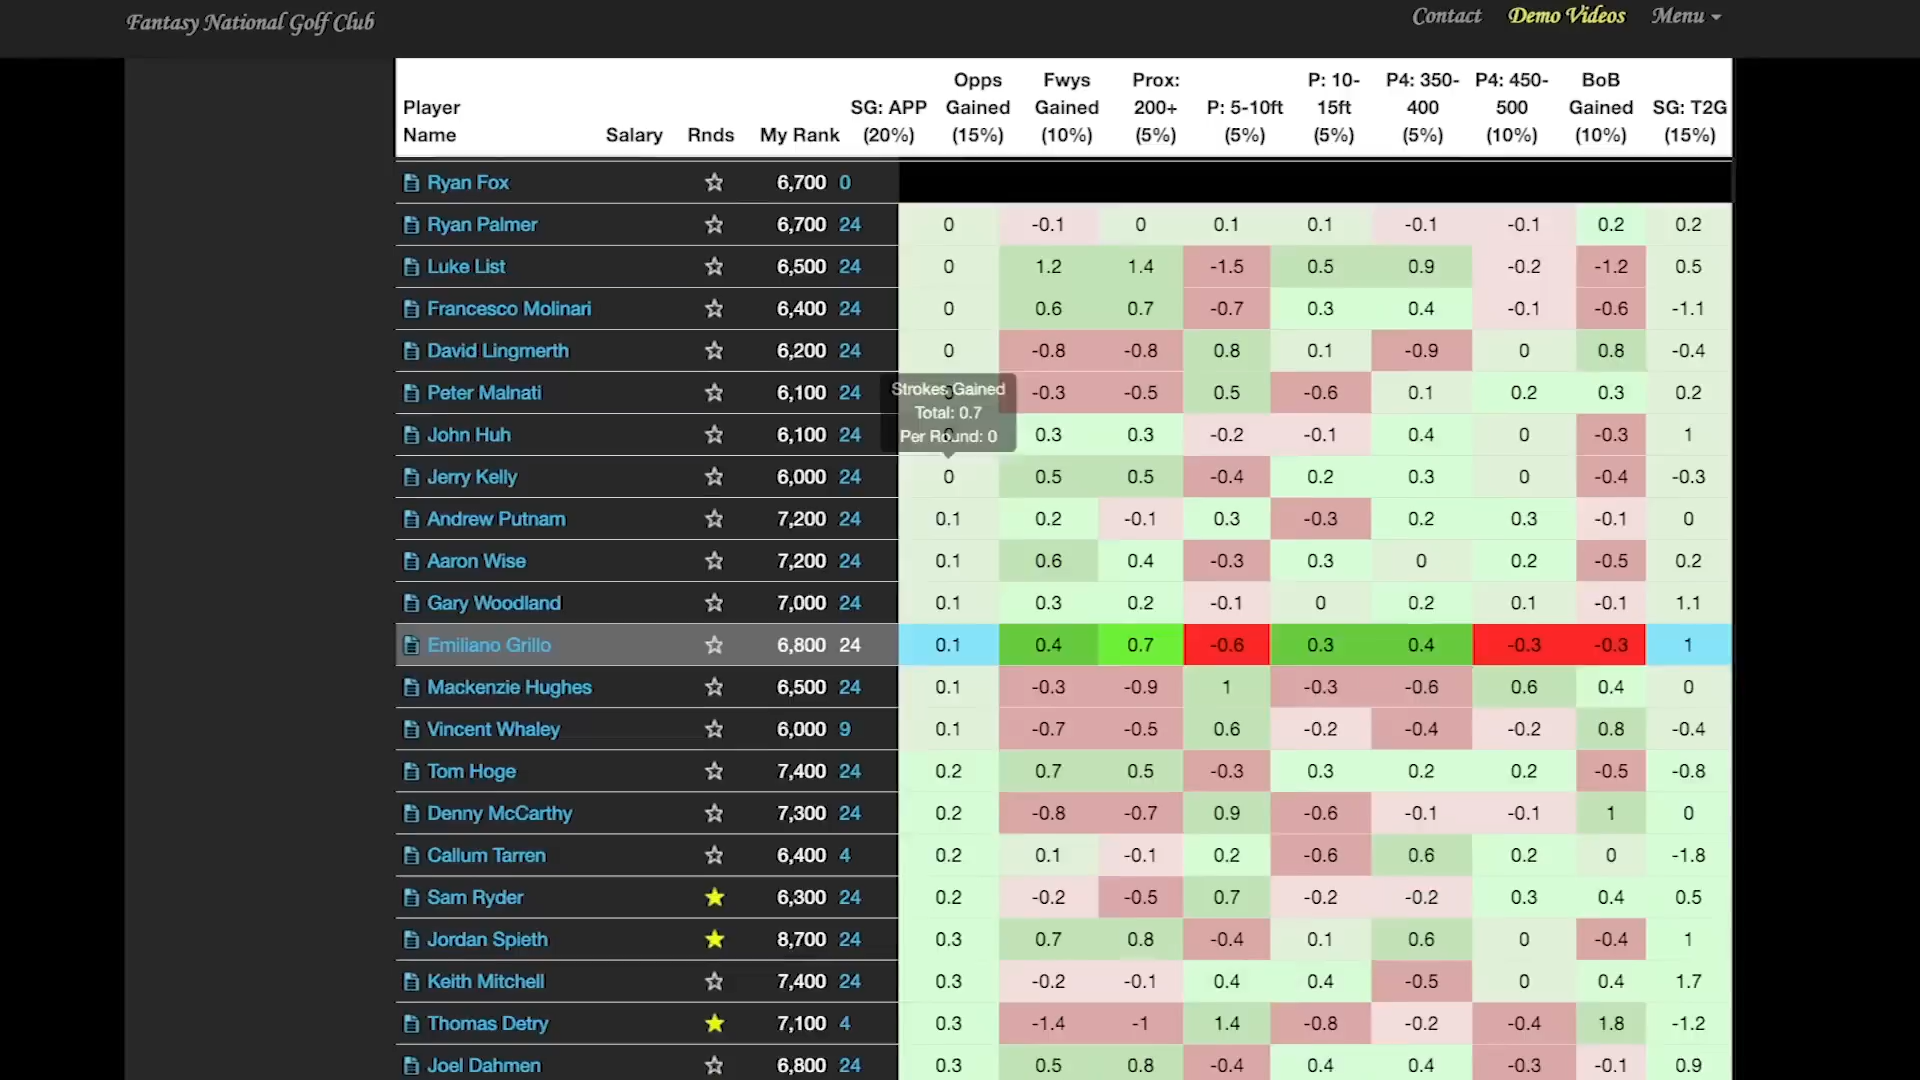 Fantasy National Golf Club Contact Demo Videos Menu
Player Name Salary Rnds My Rank SG: APP (20%) Opps Gained (15%) Fwys Gained (10%) Prox: 200+ (5%) P: 5-10ft (5%) P: 10-15ft (5%) P4: 350-400 (5%) P4: 450-500 (10%) BoB Gained (10%) SG: T2G (15%)
Ryan Fox 6,700 0
Ryan Palmer 6,700 24 0 -0.1 0 0.1 0.1 -0.1 -0.1 0.2 0.2
Luke List 6,500 24 0 1.2 1.4 -1.5 0.5 0.9 -0.2 -1.2 0.5
Francesco Molinari 6,400 24 0 0.6 0.7 -0.7 0.3 0.4 -0.1 -0.6 -1.1
David Lingmerth 6,200 24 0 -0.8 -0.8 0.8 0.1 -0.9 0 0.8 -0.4
Peter Malnati 6,100 24 0 -0.3 -0.5 0.5 -0.6 0.1 0.2 0.3 0.2
Strokes Gained
Total: 0.7
Per Round: 0
John Huh 6,100 24 0.3 0.3 -0.2 -0.1 0.4 0 -0.3 1
Jerry Kelly 6,000 24 0 0.5 0.5 -0.4 0.2 0.3 0 -0.4 -0.3
Andrew Putnam 7,200 24 0.1 0.2 -0.1 0.3 -0.3 0.2 0.3 -0.1 0
Aaron Wise 7,200 24 0.1 0.6 0.4 -0.3 0.3 0 0.2 -0.5 0.2
Gary Woodland 7,000 24 0.1 0.3 0.2 -0.1 0 0.2 0.1 -0.1 1.1
Emiliano Grillo 6,800 24 0.1 0.4 0.7 -0.6 0.3 0.4 -0.3 -0.3 1
Mackenzie Hughes 6,500 24 0.1 -0.3 -0.9 1 -0.3 -0.6 0.6 0.4 0
Vincent Whaley 6,000 9 0.1 -0.7 -0.5 0.6 -0.2 -0.4 -0.2 0.8 -0.4
Tom Hoge 7,400 24 0.2 0.7 0.5 -0.3 0.3 0.2 0.2 -0.5 -0.8
Denny McCarthy 7,300 24 0.2 -0.8 -0.7 0.9 -0.6 -0.1 -0.1 1 0
Callum Tarren 6,400 4 0.2 0.1 -0.1 0.2 -0.6 0.6 0.2 0 -1.8
Sam Ryder 6,300 24 0.2 -0.2 -0.5 0.7 -0.2 -0.2 0.3 0.4 0.5
Jordan Spieth 8,700 24 0.3 0.7 0.8 -0.4 0.1 0.6 0 -0.4 1
Keith Mitchell 7,400 24 0.3 -0.2 -0.1 0.4 0.4 -0.5 0 0.4 1.7
Thomas Detry 7,100 4 0.3 -1.4 -1 1.4 -0.8 -0.2 -0.4 1.8 -1.2
Joel Dahmen 6,800 24 0.3 0.5 0.8 -0.4 0.4 0.4 -0.3 -0.1 0.9